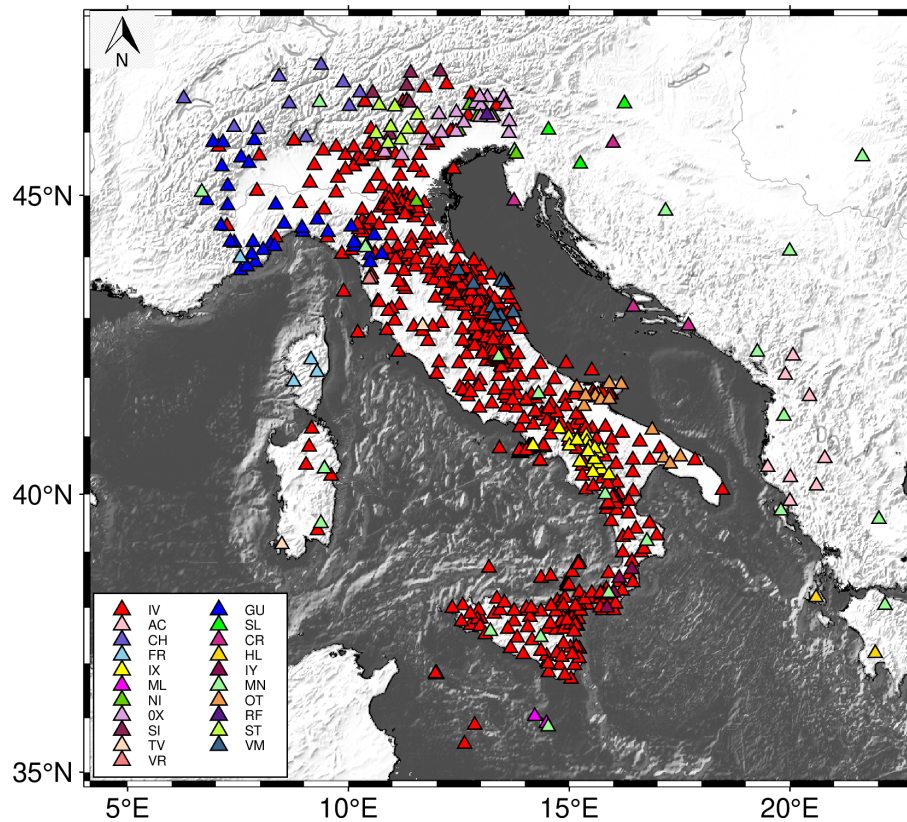 N
45°N
40°N
35°N
5°E
10°E
15°E
20°E
IV GU
AC SL
CH CR
FR HL
IX IY
ML MN
NI OT
0X RF
SI ST
TV VM
VR